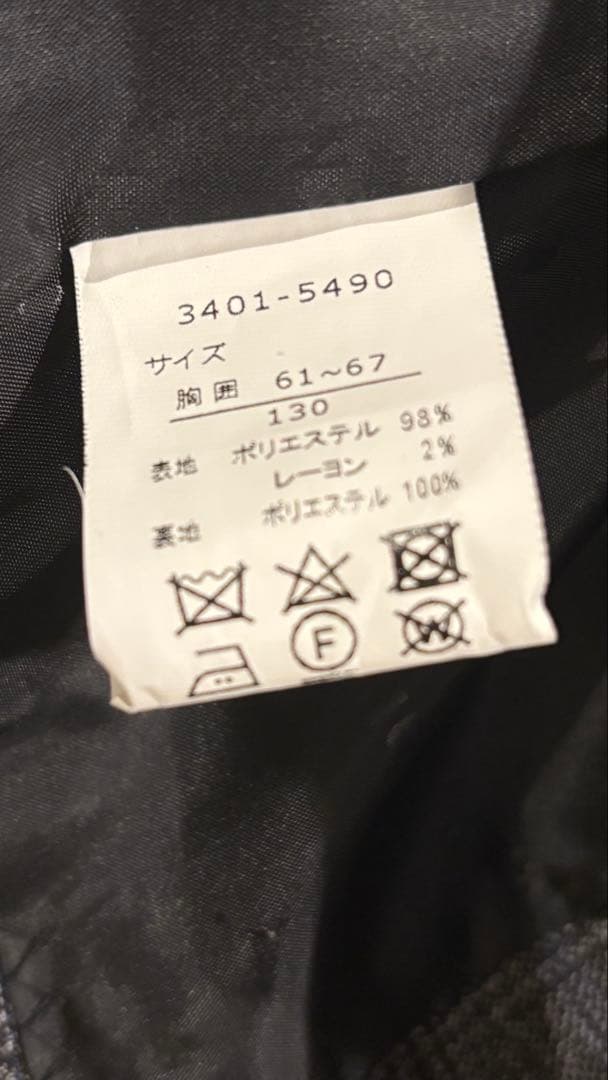 3401-5490
サイズ
胸囲 61～67
130
表地 ポリエステル 98%
レーヨン 2%
裏地 ポリエステル 100%
F
W